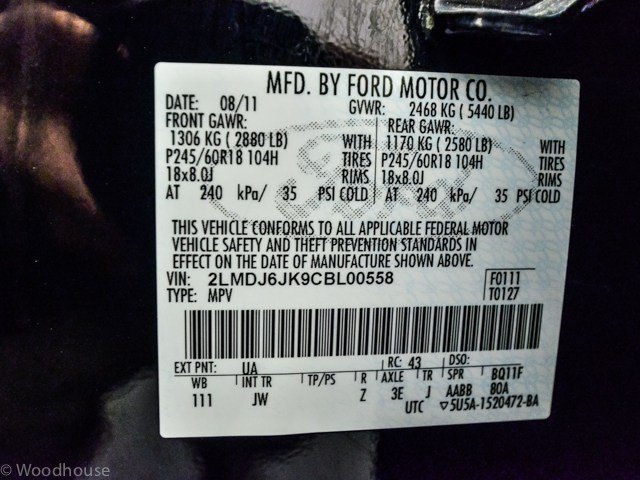 MFD. BY FORD MOTOR CO.
DATE: 08/11 GVWR: 2468 KG ( 5440 LB)
FRONT GAWR: REAR GAWR:
1306 KG ( 2880 LB) WITH 1170 KG ( 2580 LB) WITH
P245/60R18 104H TIRES P245/60R18 104H TIRES
18x8.0J RIMS 18x8.0J RIMS
AT 240 kPa/ 35 PSI COLD AT 240 kPa/ 35 PSI COLD
THIS VEHICLE CONFORMS TO ALL APPLICABLE FEDERAL MOTOR
VEHICLE SAFETY AND THEFT PREVENTION STANDARDS IN
EFFECT ON THE DATE OF MANUFACTURE SHOWN ABOVE.
VIN: 2LMDJ6JK9CBL00558 F0111
TYPE: MPV T0127
EXT PNT: UA RC: 43 DSO:
WB INT TR TP/PS R AXLE TR SPR BQ11F
111 JW Z 3E J AABB 80A
UTC ▽5U5A-1520472-BA
© Woodhouse